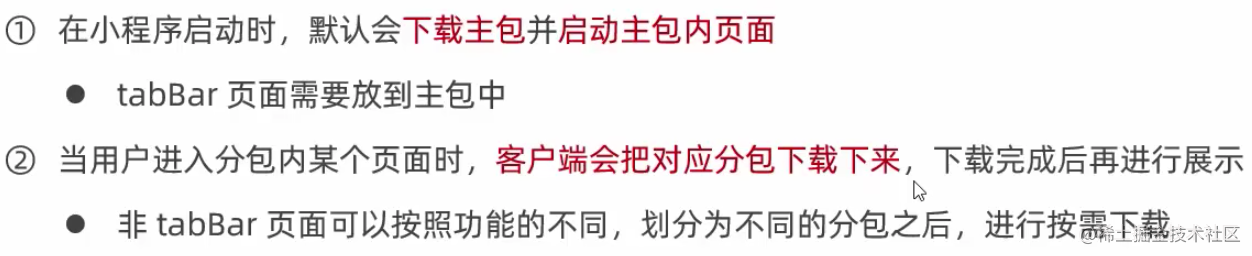 ① 在小程序启动时，默认会下载主包并启动主包内页面
● tabBar 页面需要放到主包中
② 当用户进入分包内某个页面时，客户端会把对应分包下载下来，下载完成后再进行展示
● 非 tabBar 页面可以按照功能的不同，划分为不同的分包之后，进行按需下载
@稀土掘金技术社区